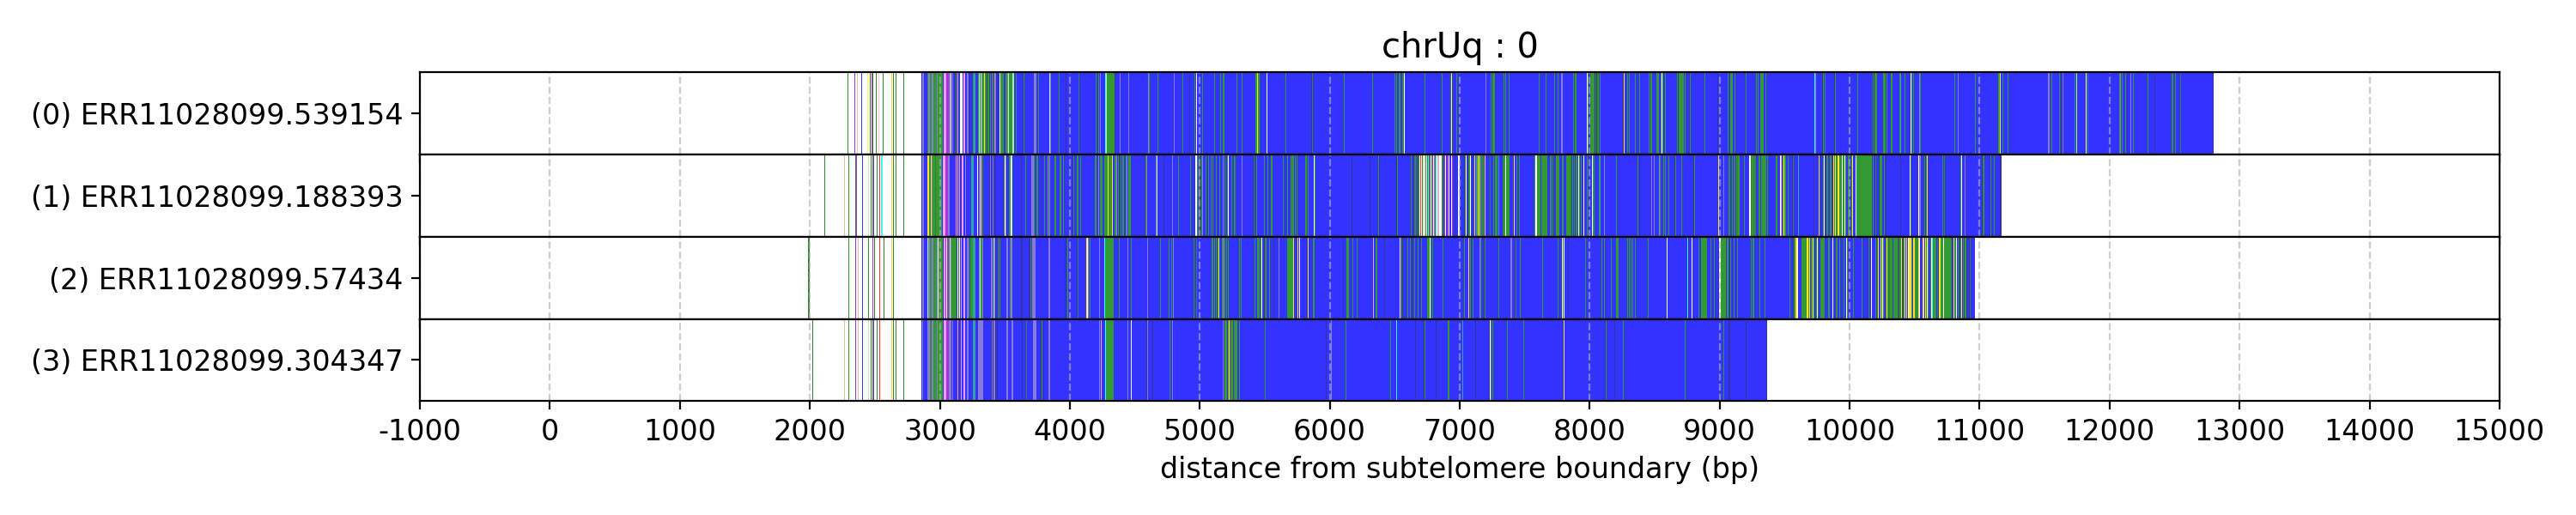 chrUq : 0
(0) ERR11028099.539154
(1) ERR11028099.188393
(2) ERR11028099.57434
(3) ERR11028099.304347
-1000 0 1000 2000 3000 4000 5000 6000 7000 8000 9000 10000 11000 12000 13000 14000 15000
distance from subtelomere boundary (bp)